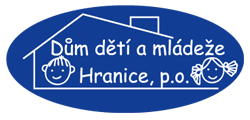 Dům dětí a mládeže
Hranice, p.o.